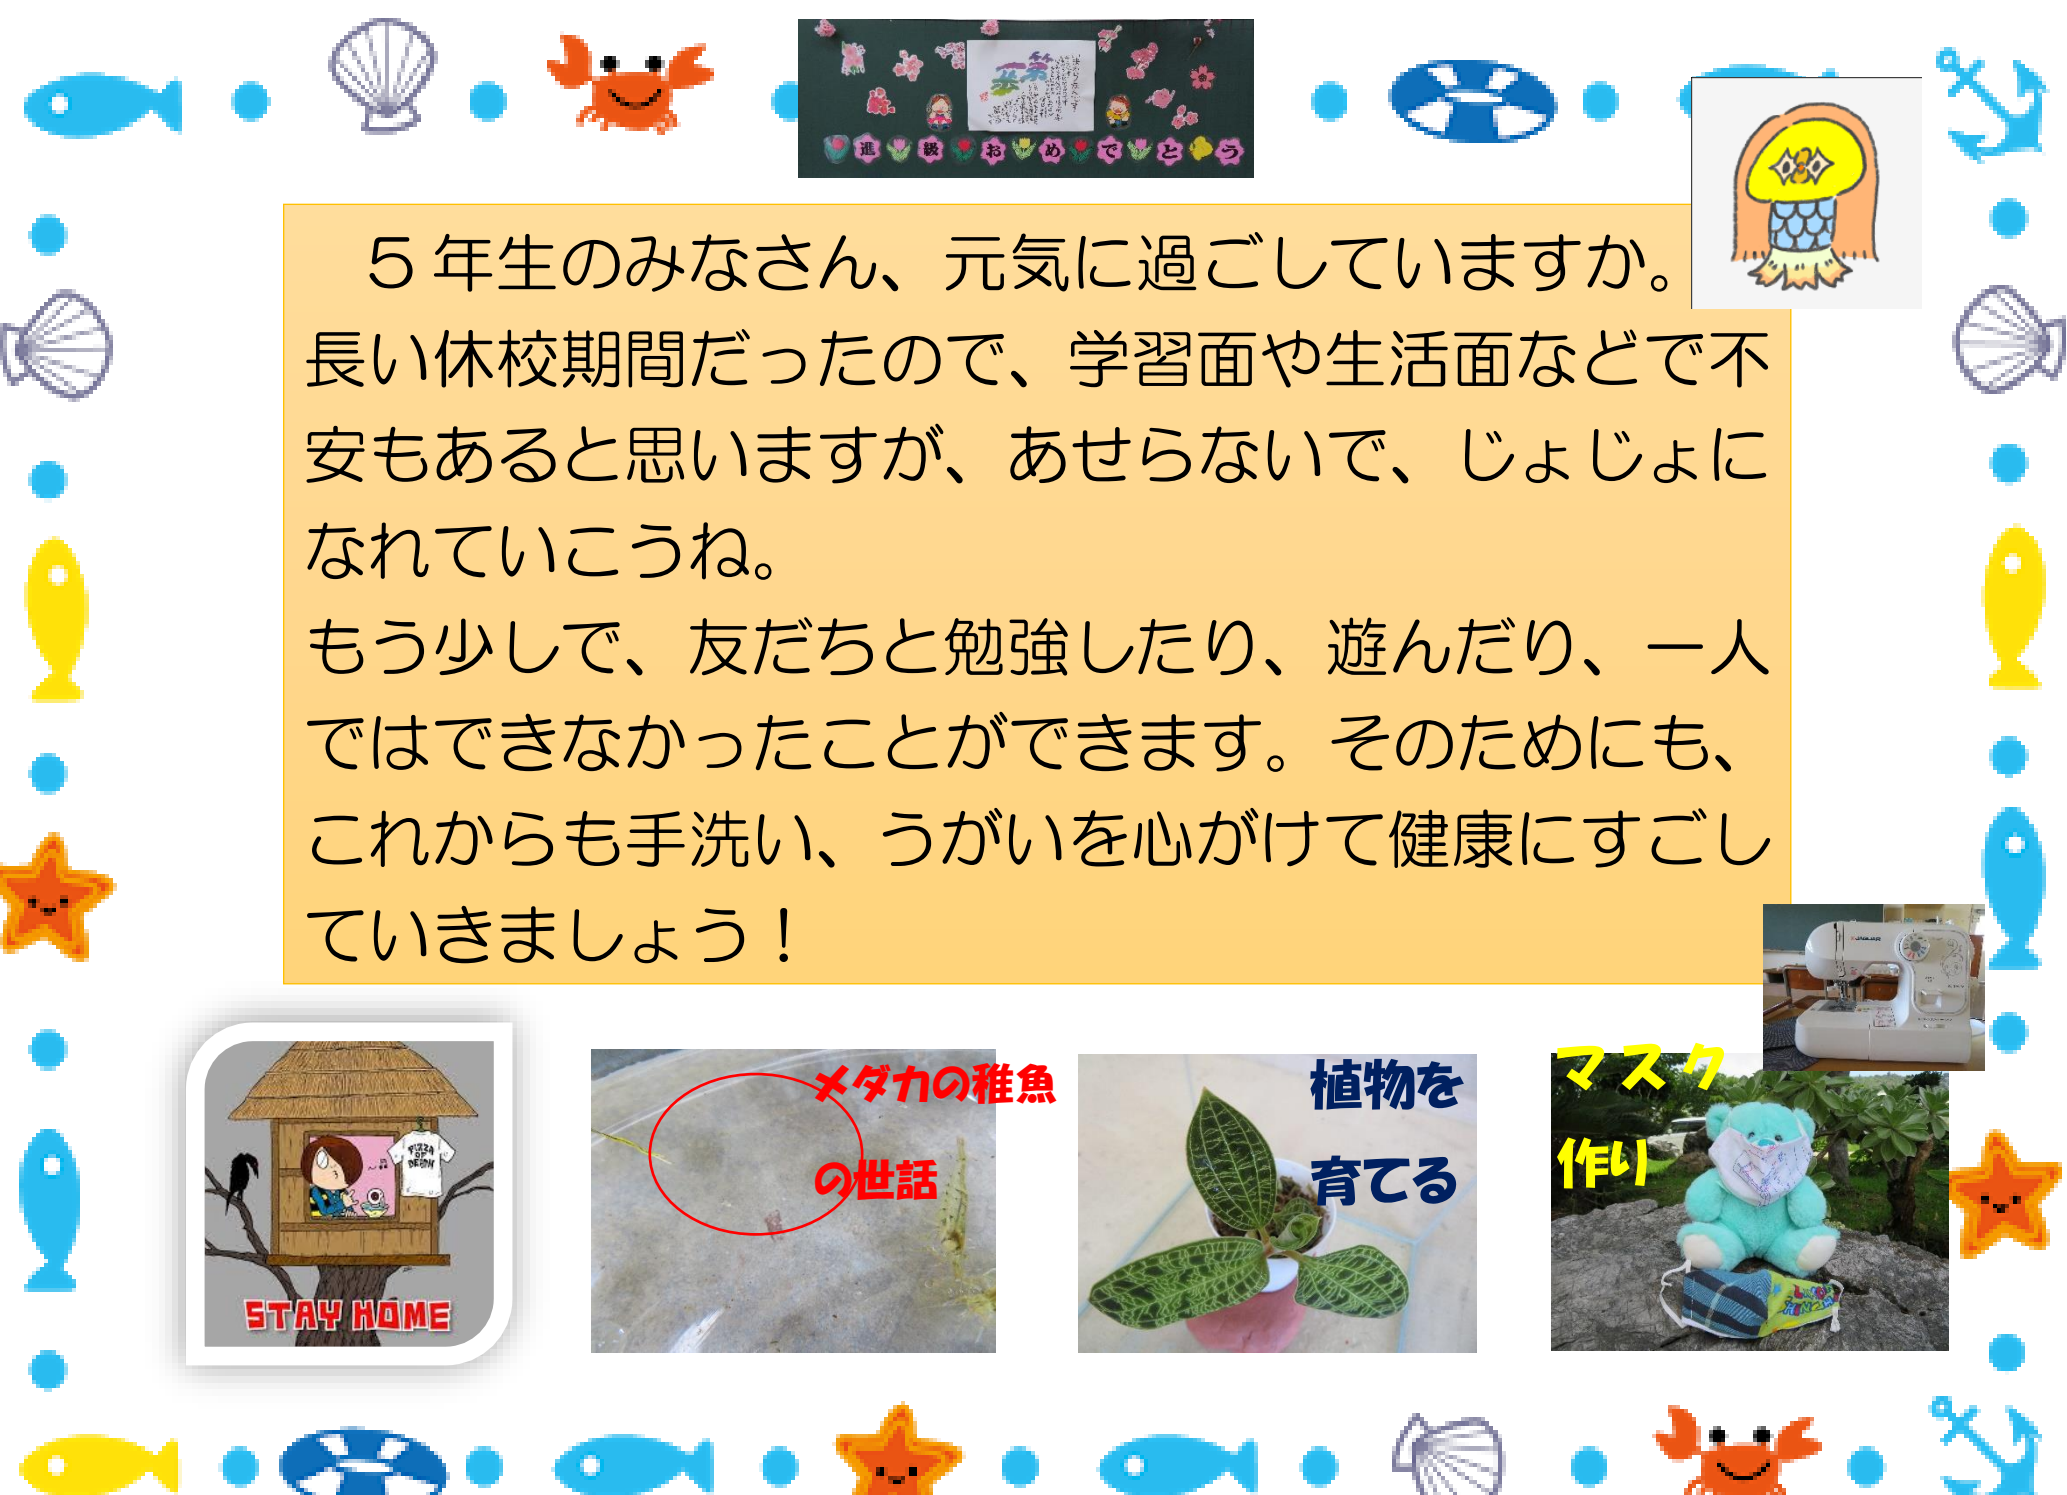 進級おめでとう
５年生のみなさん、元気に過ごしていますか。
長い休校期間だったので、学習面や生活面などで不
安もあると思いますが、あせらないで、じょじょに
なれていこうね。
もう少しで、友だちと勉強したり、遊んだり、一人
ではできなかったことができます。そのためにも、
これからも手洗い、うがいを心がけて健康にすごし
ていきましょう！
PIZZA
OF
DEATH
STAY HOME
メダカの稚魚
の世話
植物を
育てる
マスク
作り